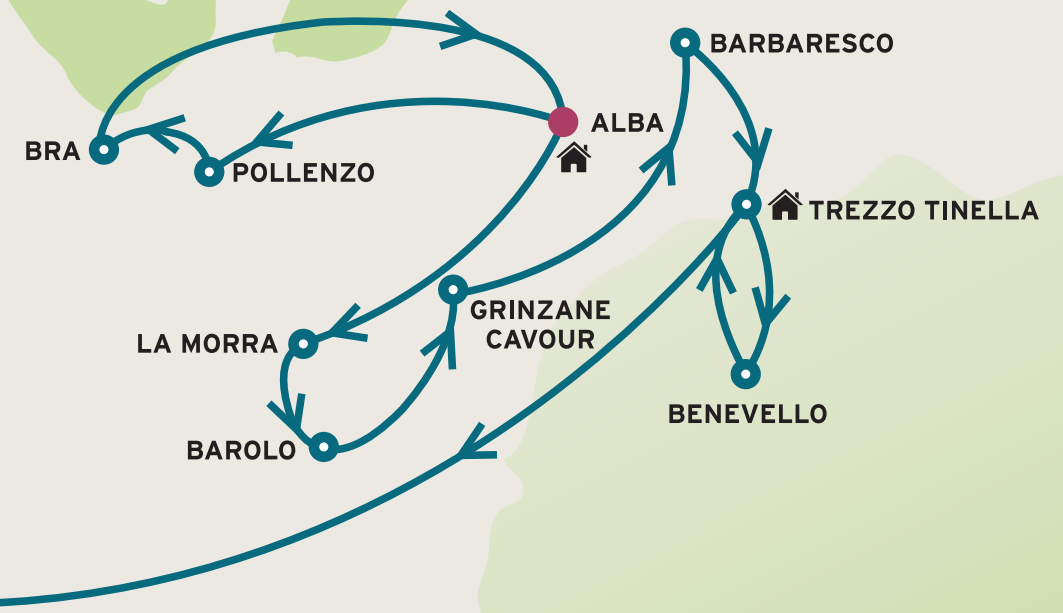 BARBARESCO
ALBA
BRA
POLLENZO
TREZZO TINELLA
GRINZANE
CAVOUR
LA MORRA
BENEVELLO
BAROLO